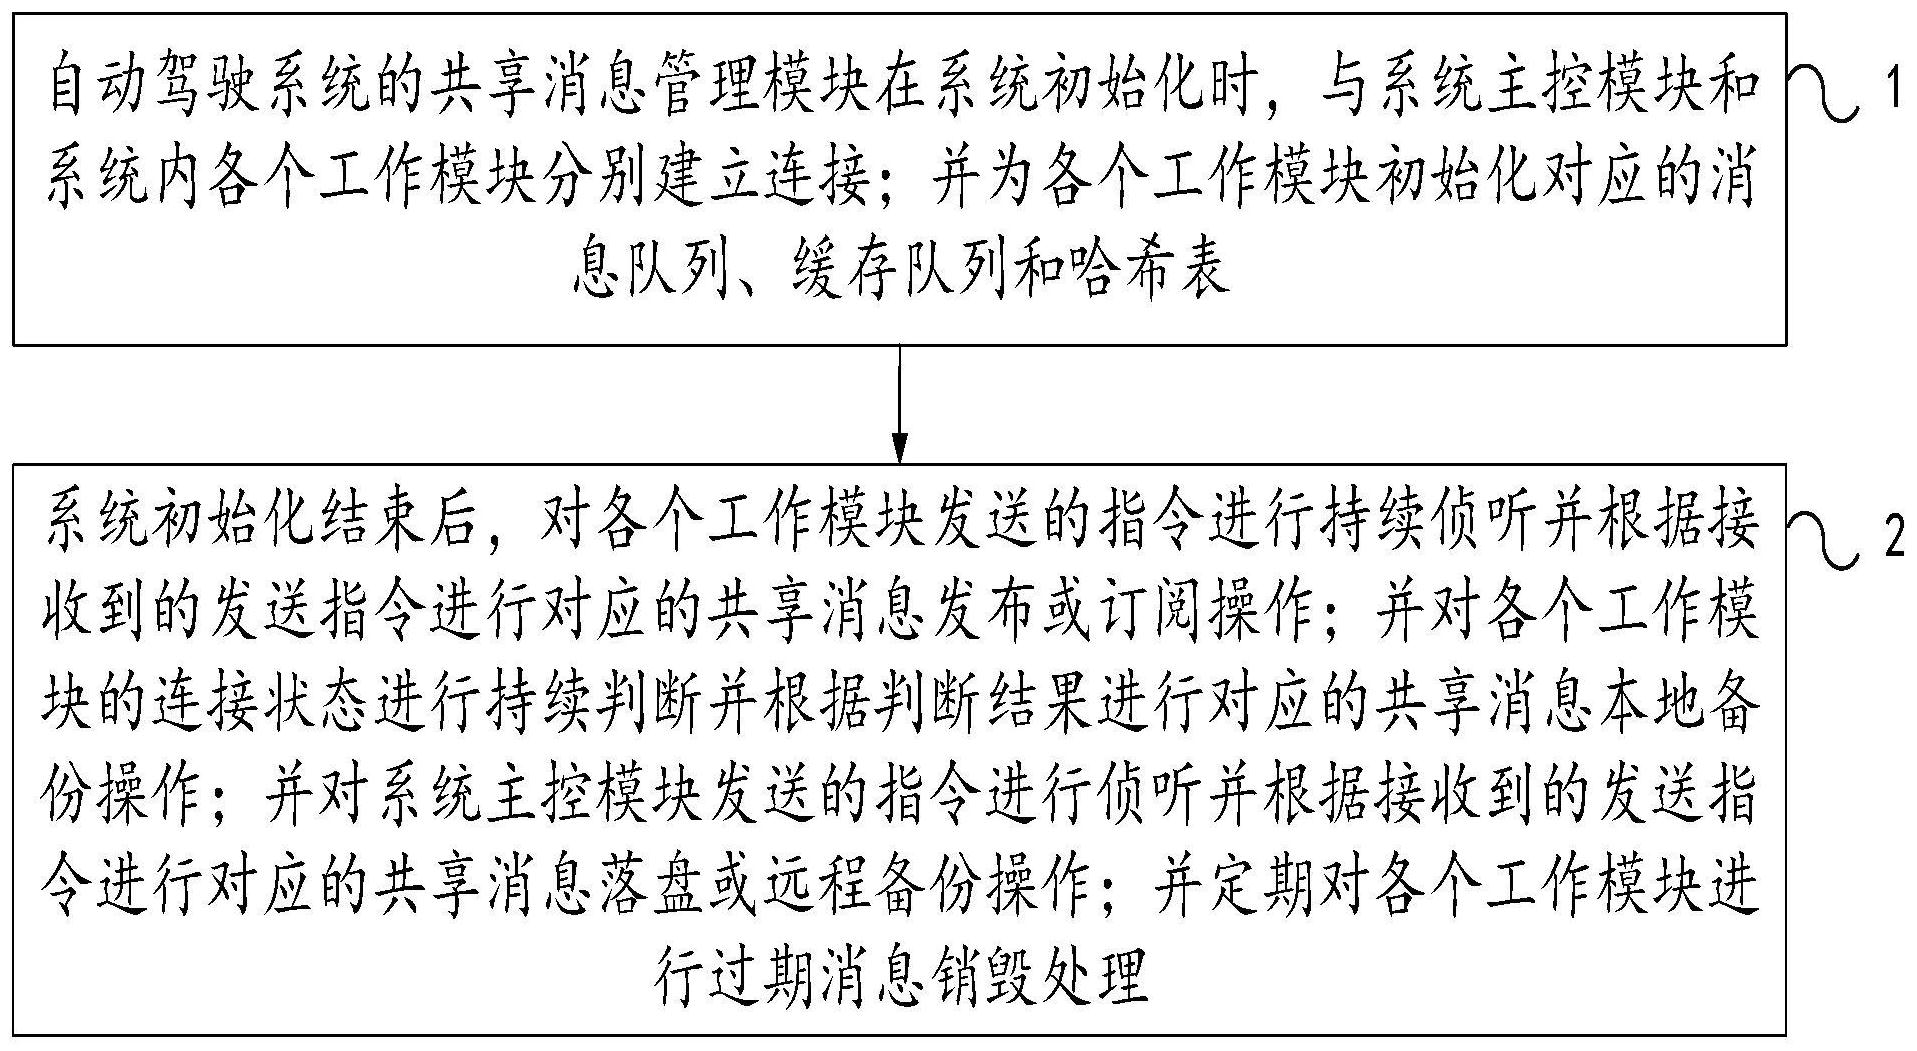 自动驾驶系统的共享消息管理模块在系统初始化时，与系统主控模块和
1
系统内各个工作模块分别建立连接；并为各个工作模块初始化对应的消
息队列、缓存队列和哈希表
系统初始化结束后，对各个工作模块发送的指令进行持续侦听并根据接
2
收到的发送指令进行对应的共享消息发布或订阅操作；并对各个工作模
块的连接状态进行持续判断并根据判断结果进行对应的共享消息本地备
份操作；并对系统主控模块发送的指令进行侦听并根据接收到的发送指
令进行对应的共享消息落盘或远程备份操作；并定期对各个工作模块进
行过期消息销毁处理